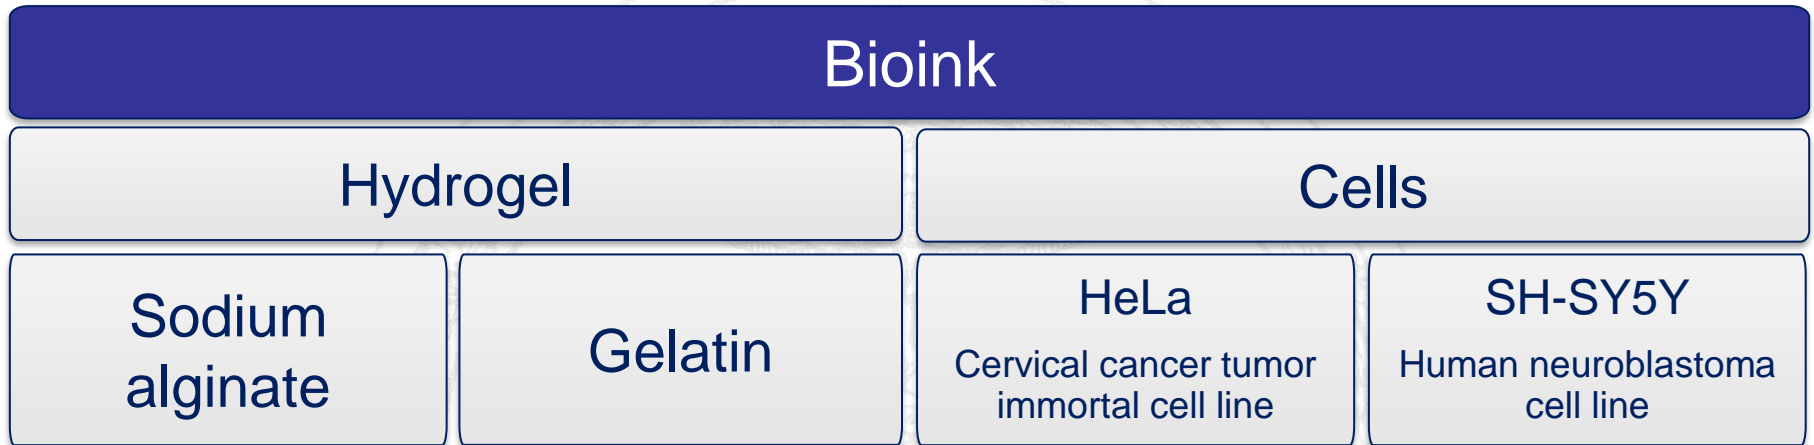 Bioink
Hydrogel
Cells
Sodium
alginate
Gelatin
HeLa
Cervical cancer tumor
immortal cell line
SH-SY5Y
Human neuroblastoma
cell line